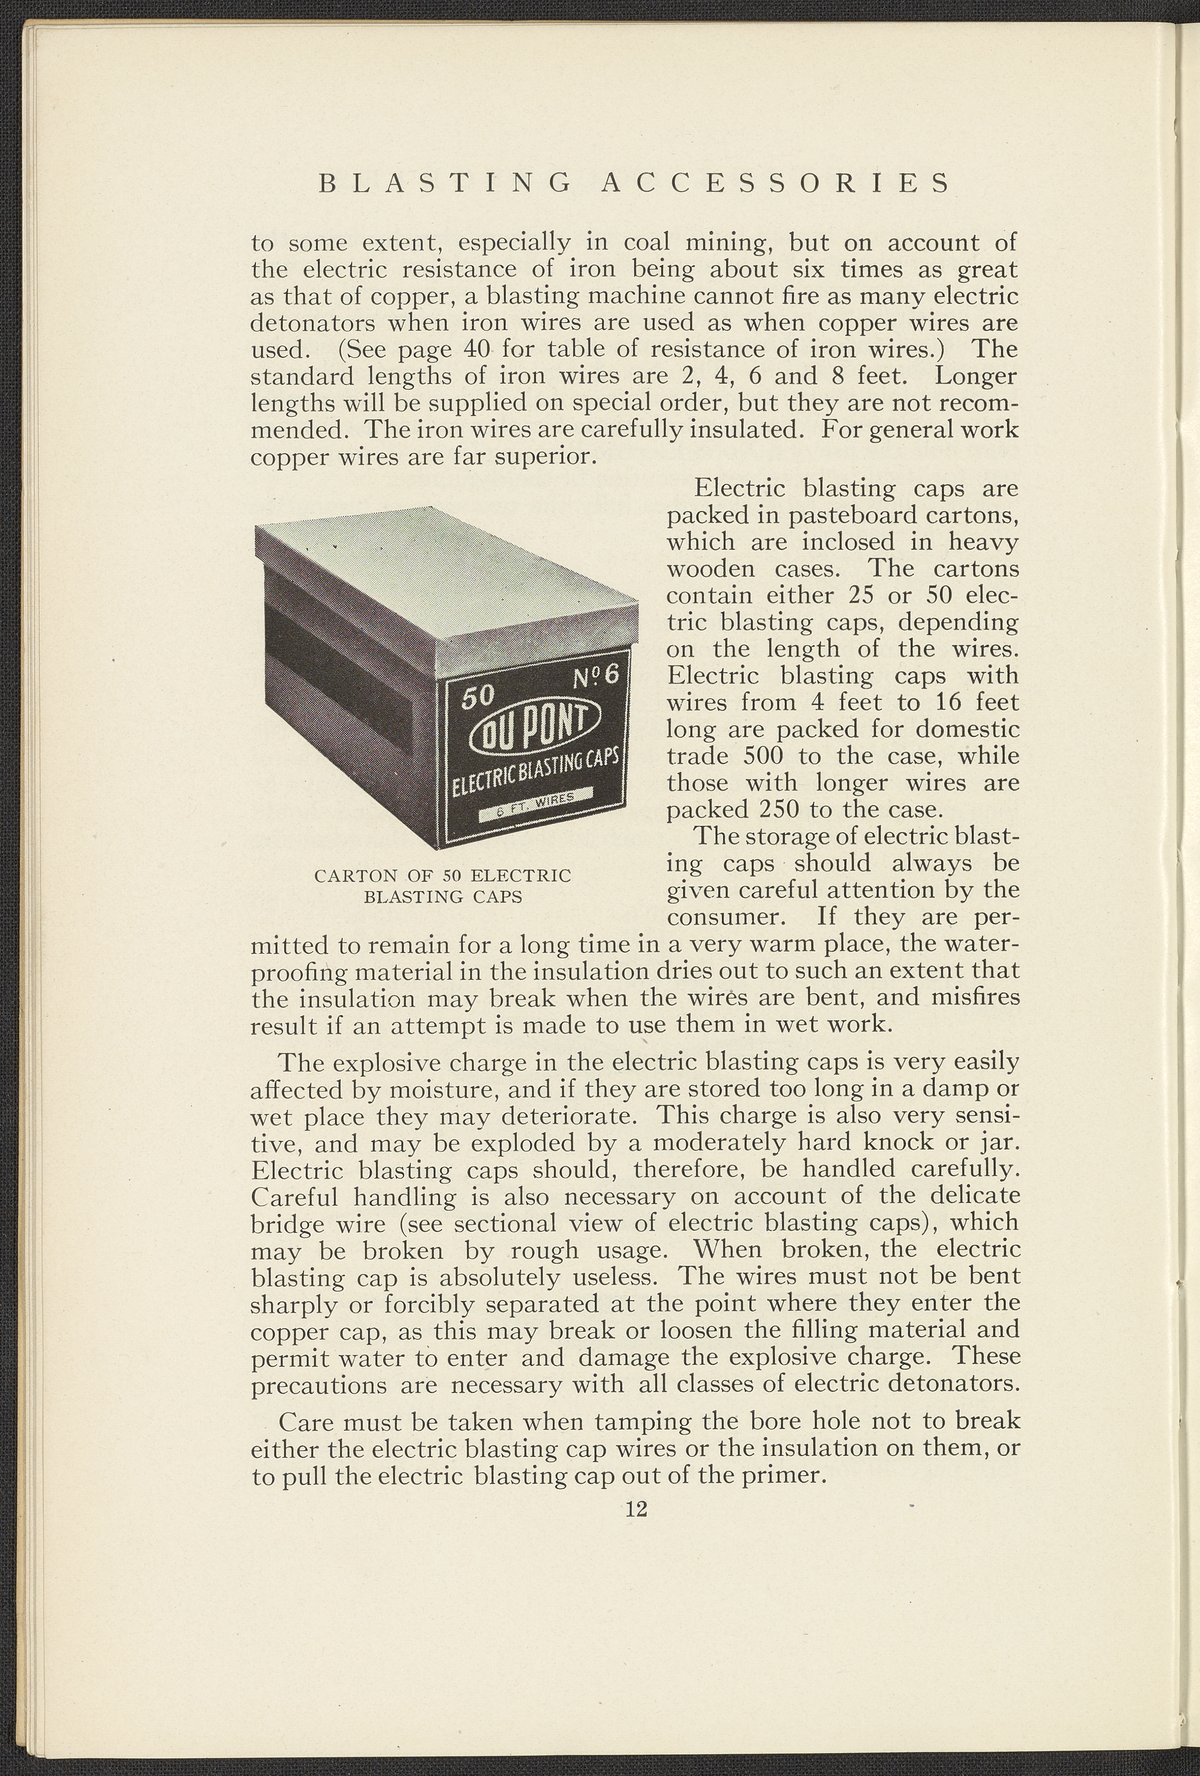 BLASTING ACCESSORIES
to some extent, especially in coal mining, but on account of
the electric resistance of iron being about six times as great
as that of copper, a blasting machine cannot fire as many electric
detonators when iron wires are used as when copper wires are
used. (See page 40 for table of resistance of iron wires.) The
standard lengths of iron wires are 2, 4, 6 and 8 feet. Longer
lengths will be supplied on special order, but they are not recom-
mended. The iron wires are carefully insulated. For general work
copper wires are far superior.
50 Nº 6
DU PONT
ELECTRIC BLASTING CAPS
6 FT. WIRES
CARTON OF 50 ELECTRIC
BLASTING CAPS
Electric blasting caps are
packed in pasteboard cartons,
which are inclosed in heavy
wooden cases. The cartons
contain either 25 or 50 elec-
tric blasting caps, depending
on the length of the wires.
Electric blasting caps with
wires from 4 feet to 16 feet
long are packed for domestic
trade 500 to the case, while
those with longer wires are
packed 250 to the case.
The storage of electric blast-
ing caps should always be
given careful attention by the
consumer. If they are per-
mitted to remain for a long time in a very warm place, the water-
proofing material in the insulation dries out to such an extent that
the insulation may break when the wires are bent, and misfires
result if an attempt is made to use them in wet work.
The explosive charge in the electric blasting caps is very easily
affected by moisture, and if they are stored too long in a damp or
wet place they may deteriorate. This charge is also very sensi-
tive, and may be exploded by a moderately hard knock or jar.
Electric blasting caps should, therefore, be handled carefully.
Careful handling is also necessary on account of the delicate
bridge wire (see sectional view of electric blasting caps), which
may be broken by rough usage. When broken, the electric
blasting cap is absolutely useless. The wires must not be bent
sharply or forcibly separated at the point where they enter the
copper cap, as this may break or loosen the filling material and
permit water to enter and damage the explosive charge. These
precautions are necessary with all classes of electric detonators.
Care must be taken when tamping the bore hole not to break
either the electric blasting cap wires or the insulation on them, or
to pull the electric blasting cap out of the primer.
12